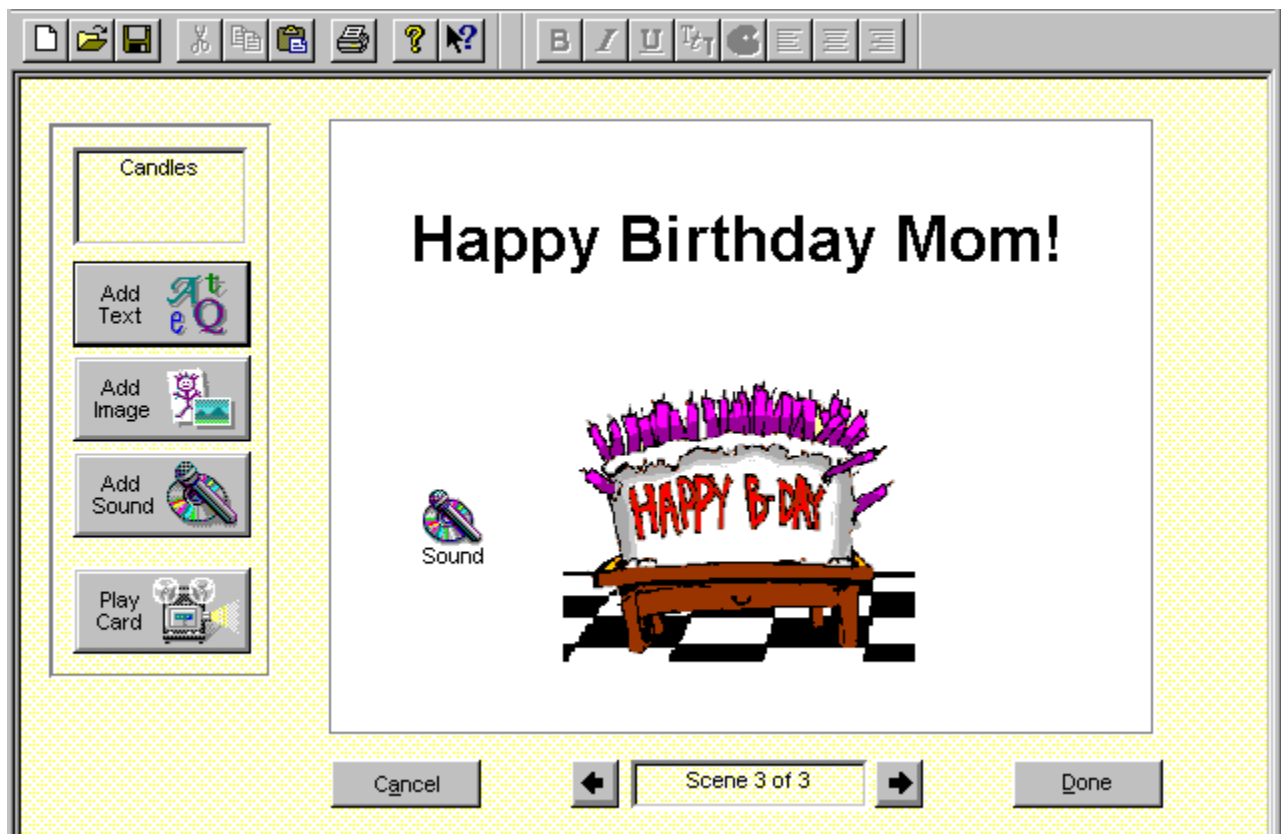 B I U TtT
Candles
Happy Birthday Mom!
Add
Text
A t e Q
Add
Image
Add
Sound
HAPPY B-DAY
Sound
Play
Card
Cancel
Scene 3 of 3
Done